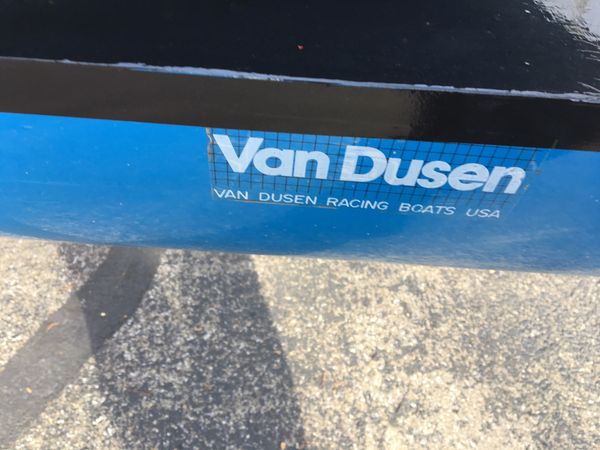 Van Dusen
VAN DUSEN RACING BOATS USA